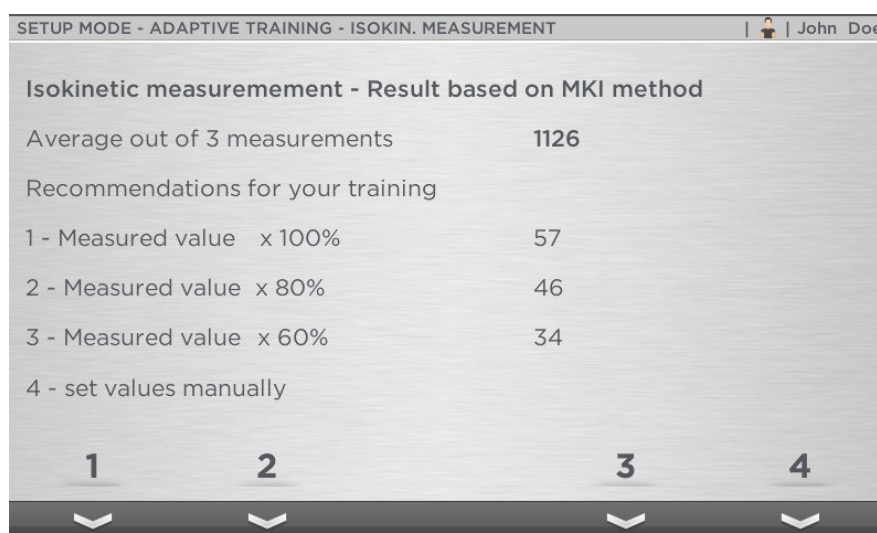 SETUP MODE - ADAPTIVE TRAINING - ISOKIN. MEASUREMENT | | John Doe
Isokinetic measuremement - Result based on MKI method
Average out of 3 measurements 1126
Recommendations for your training
1 - Measured value x 100% 57
2 - Measured value x 80% 46
3 - Measured value x 60% 34
4 - set values manually
1 2 3 4